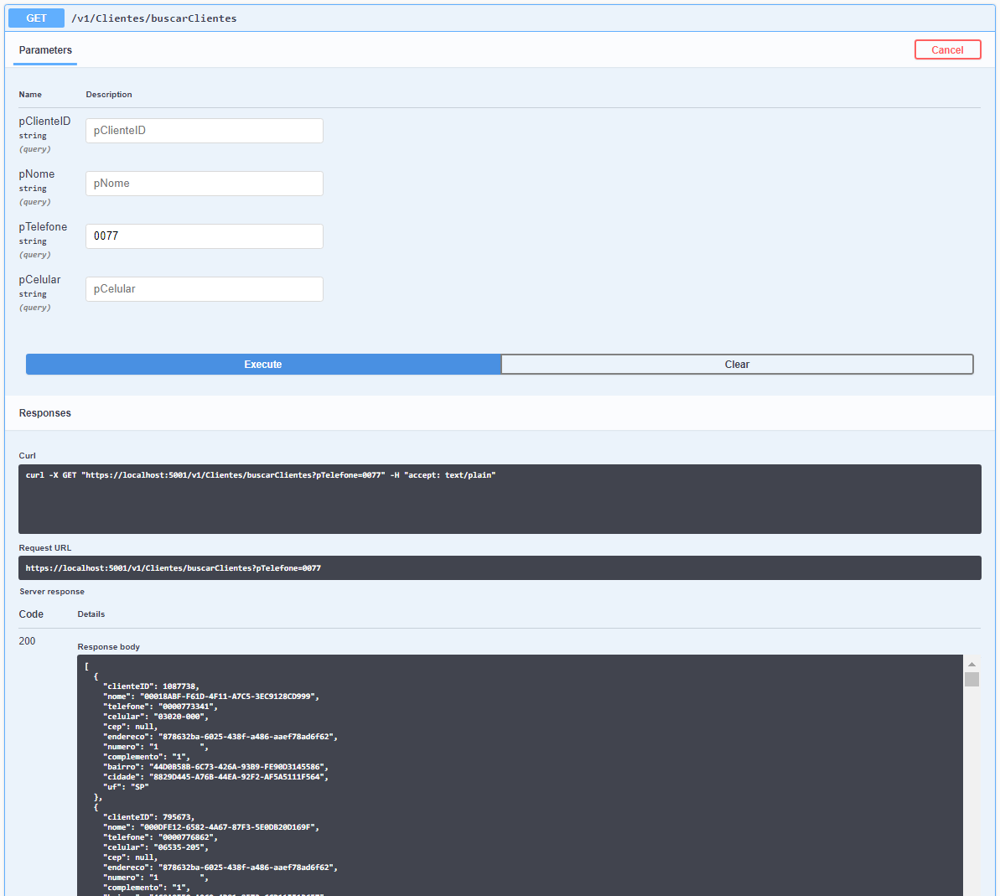 GET /v1/Clientes/buscarClientes
Parameters
Cancel
Name Description
pClienteID
string
(query)
pClienteID
pNome
string
(query)
pNome
pTelefone
string
(query)
0077
pCelular
string
(query)
pCelular
Execute
Clear
Responses
Curl
curl -X GET "https://localhost:5001/v1/Clientes/buscarClientes?pTelefone=0077" -H "accept: text/plain"
Request URL
https://localhost:5001/v1/Clientes/buscarClientes?pTelefone=0077
Server response
Code Details
200
Response body
[
  {
    "clienteID": 1087738,
    "nome": "00018ABF-F61D-4F11-A7C5-3EC9128CD999",
    "telefone": "0000773341",
    "celular": "03020-000",
    "cep": null,
    "endereco": "878632ba-6025-438f-a486-aaef78ad6f62",
    "numero": "1         ",
    "complemento": "1",
    "bairro": "44D0B58B-6C73-426A-93B9-FE90D3145586",
    "cidade": "8829D445-A76B-44EA-92F2-AF5A5111F564",
    "uf": "SP"
  },
  {
    "clienteID": 795673,
    "nome": "000DFE12-6582-4A67-87F3-5E0DB20D169F",
    "telefone": "0000776862",
    "celular": "06535-205",
    "cep": null,
    "endereco": "878632ba-6025-438f-a486-aaef78ad6f62",
    "numero": "1         ",
    "complemento": "1",